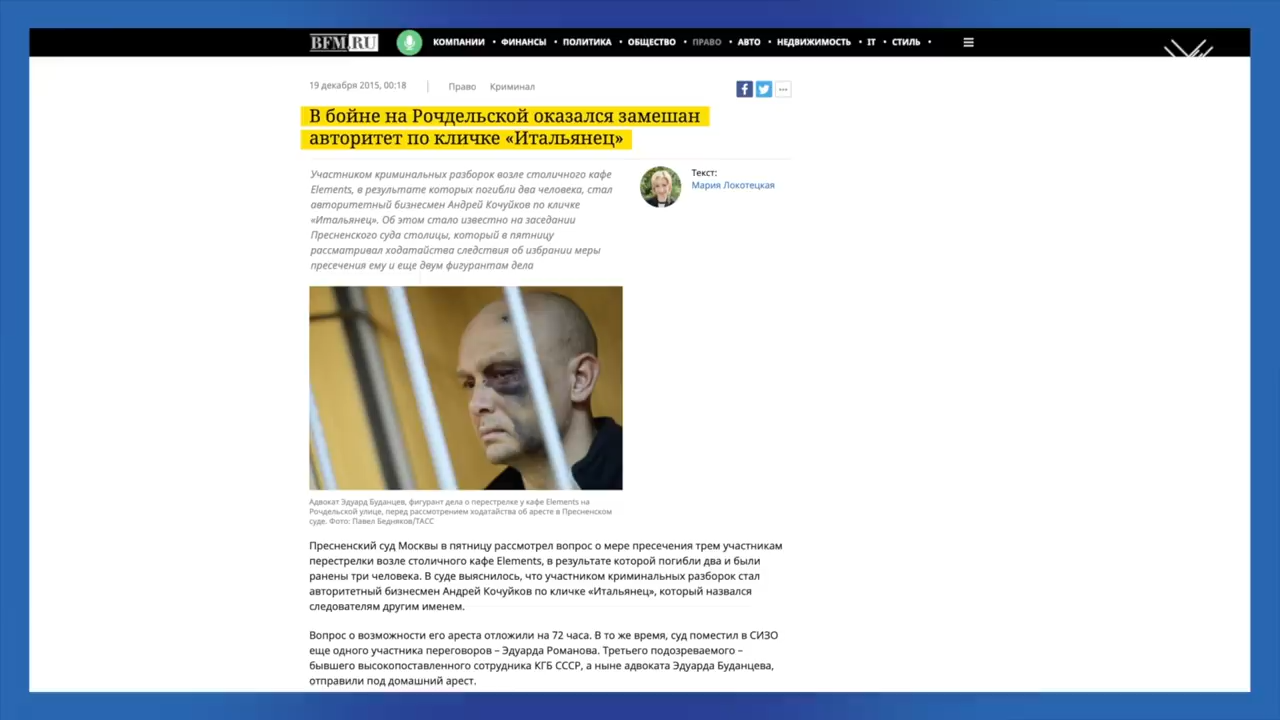 BFM.RU КОМПАНИИ • ФИНАНСЫ • ПОЛИТИКА • ОБЩЕСТВО • ПРАВО • АВТО • НЕДВИЖИМОСТЬ • IT • СТИЛЬ •
19 декабря 2015, 00:18 | Право Криминал
В бойне на Рочдельской оказался замешан
авторитет по кличке «Итальянец»
Участником криминальных разборок возле столичного кафе
Elements, в результате которых погибли два человека, стал
авторитетный бизнесмен Андрей Кочуйков по кличке
«Итальянец». Об этом стало известно на заседании
Пресненского суда столицы, который в пятницу
рассматривал ходатайства следствия об избрании меры
пресечения ему и еще двум фигурантам дела
Текст:
Мария Локотецкая
Адвокат Эдуард Буданцев, фигурант дела о перестрелке у кафе Elements на
Рочдельской улице, перед рассмотрением ходатайства об аресте в Пресненском
суде. Фото: Павел Бедняков/ТАСС
Пресненский суд Москвы в пятницу рассмотрел вопрос о мере пресечения трем участникам
перестрелки возле столичного кафе Elements, в результате которой погибли два и были
ранены три человека. В суде выяснилось, что участником криминальных разборок стал
авторитетный бизнесмен Андрей Кочуйков по кличке «Итальянец», который назвался
следователям другим именем.
Вопрос о возможности его ареста отложили на 72 часа. В то же время, суд поместил в СИЗО
еще одного участника переговоров – Эдуарда Романова. Третьего подозреваемого –
бывшего высокопоставленного сотрудника КГБ СССР, а ныне адвоката Эдуарда Буданцева,
отправили под домашний арест.